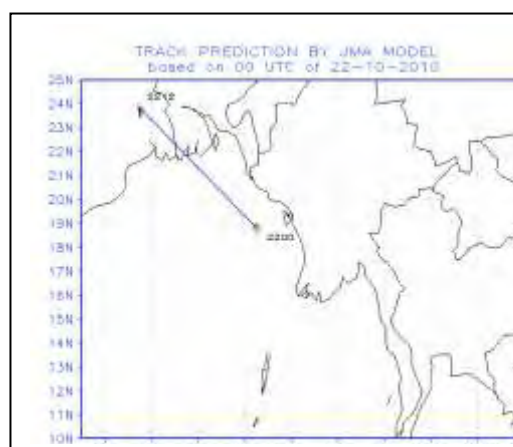 TRACK PREDICTION BY JMA MODEL
based on 00 UTC of 22-10-2010
25N
24N
2212
23N
22N
21N
20N
19N
2200
18N
17N
16N
15N
14N
13N
12N
11N
10N